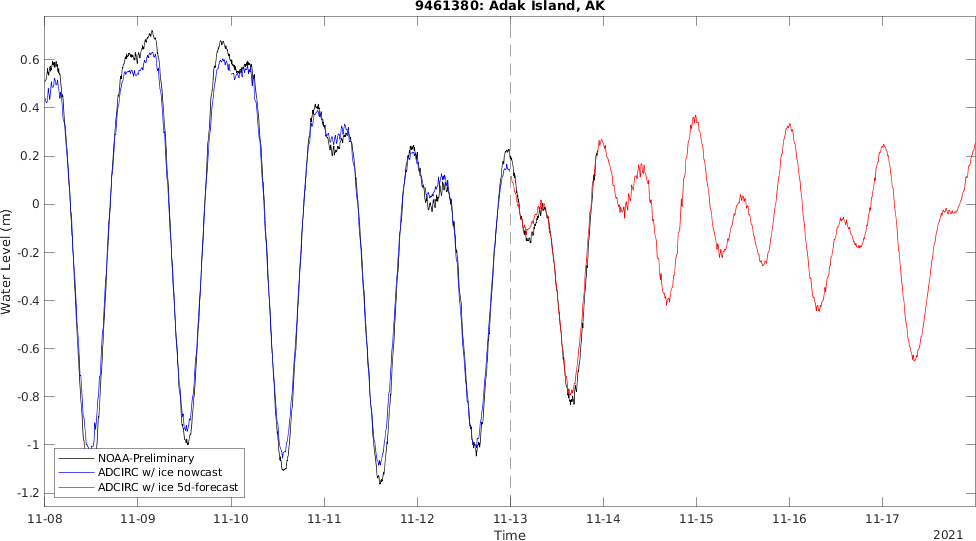 9461380: Adak Island, AK
Water Level (m)
0.6
0.4
0.2
0
-0.2
-0.4
-0.6
-0.8
-1
-1.2
NOAA-Preliminary
ADCIRC w/ ice nowcast
ADCIRC w/ ice 5d-forecast
11-08 11-09 11-10 11-11 11-12 11-13 11-14 11-15 11-16 11-17
Time
2021